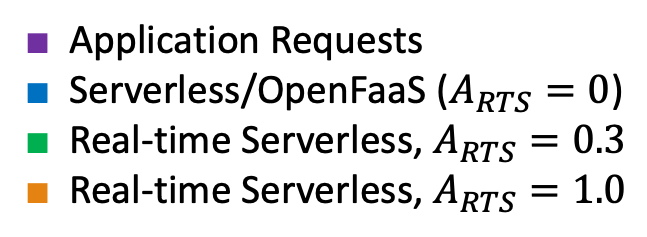 Application Requests
Serverless/OpenFaaS (A_RTS = 0)
Real-time Serverless, A_RTS = 0.3
Real-time Serverless, A_RTS = 1.0